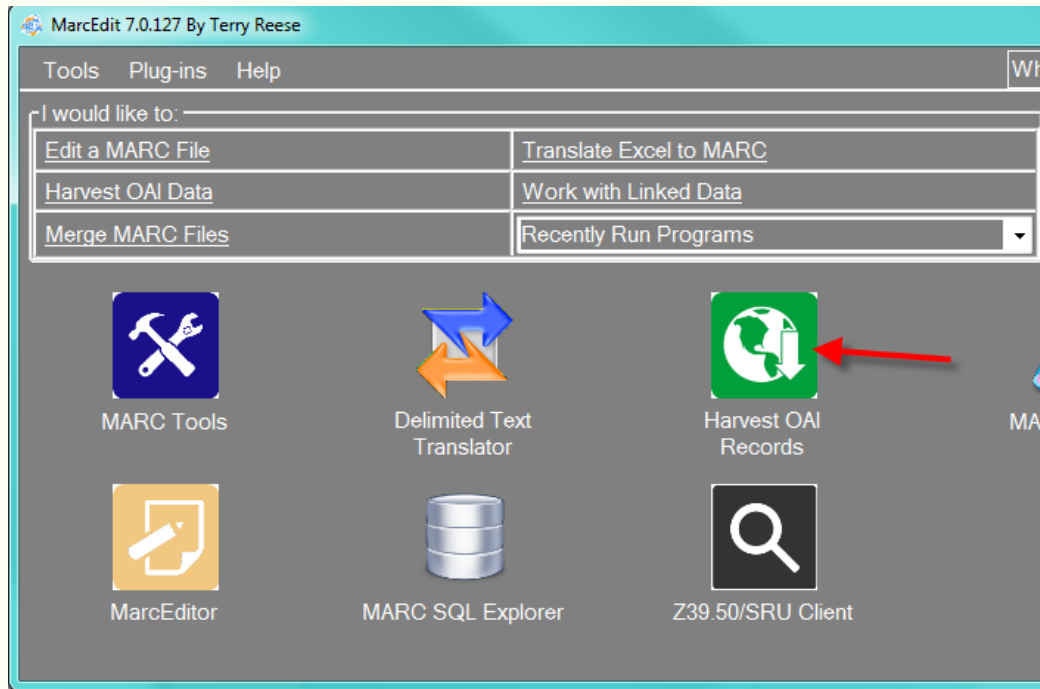 MarcEdit 7.0.127 By Terry Reese
Tools Plug-ins Help
I would like to:
Edit a MARC File Translate Excel to MARC
Harvest OAI Data Work with Linked Data
Merge MARC Files Recently Run Programs
MARC Tools
Delimited Text
Translator
Harvest OAI
Records
MarcEditor
MARC SQL Explorer
Z39.50/SRU Client